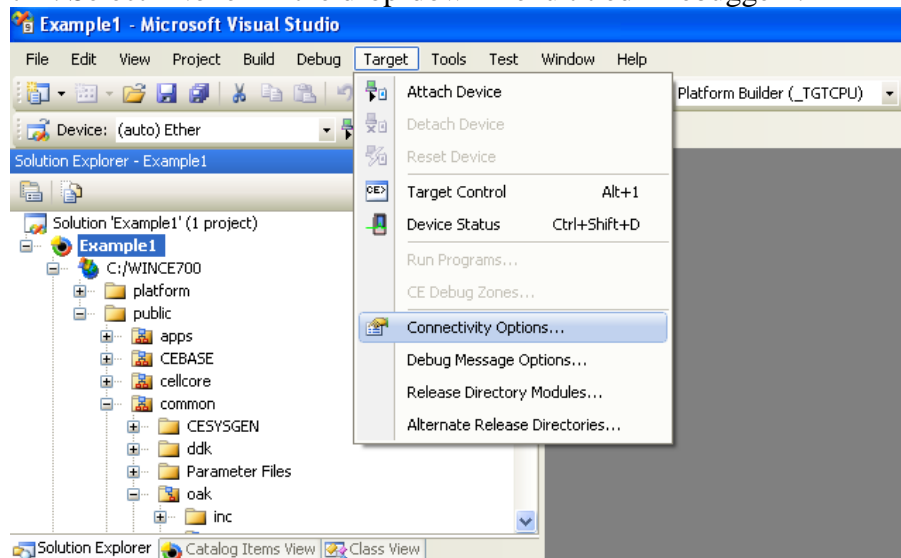 Example1 - Microsoft Visual Studio
File Edit View Project Build Debug Target Tools Test Window Help
Platform Builder (_TGTCPU)
Device: (auto) Ether
Solution Explorer - Example1
Attach Device
Detach Device
Reset Device
CE> Target Control Alt+1
Device Status Ctrl+Shift+D
Run Programs...
CE Debug Zones...
Connectivity Options...
Debug Message Options...
Release Directory Modules...
Alternate Release Directories...
Solution 'Example1' (1 project)
Example1
C:/WINCE700
platform
public
apps
CEBASE
cellcore
common
CESYSGEN
ddk
Parameter Files
oak
inc
Solution Explorer Catalog Items View Class View